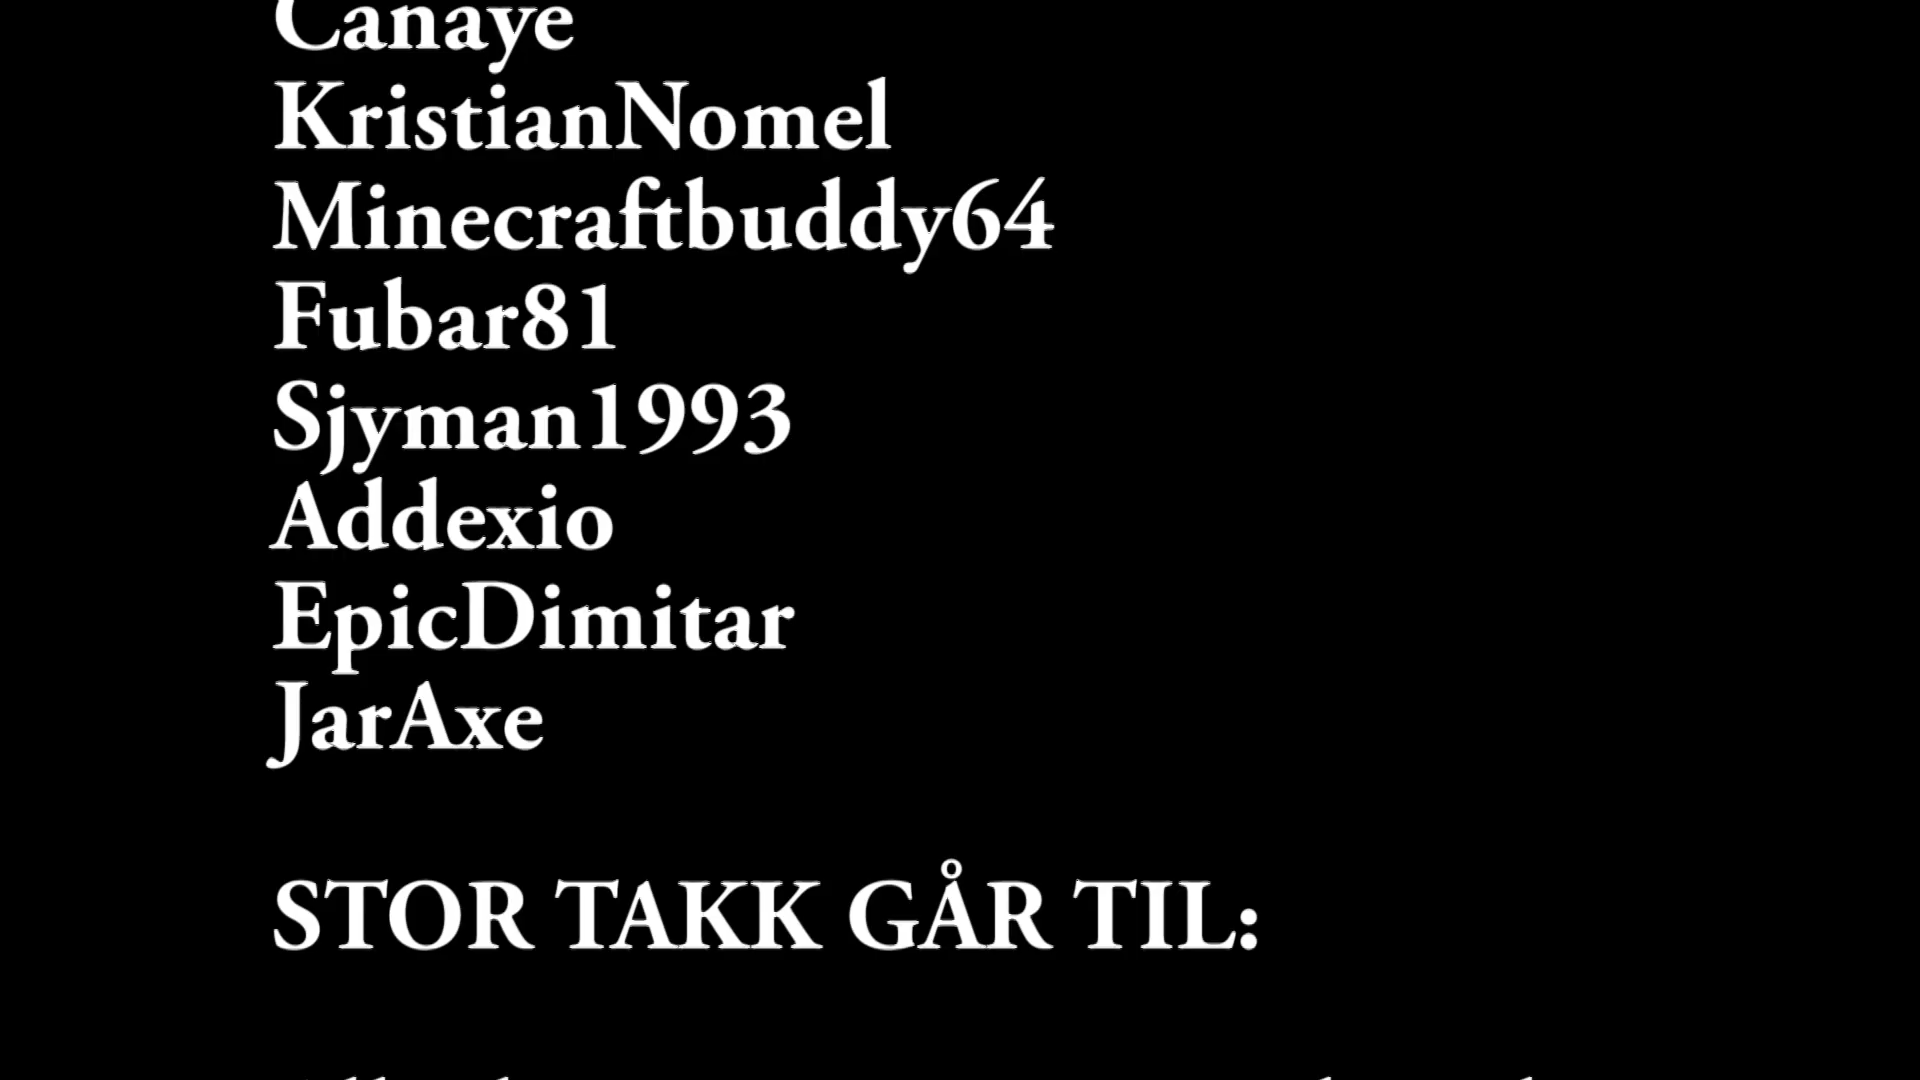 Canaye
KristianNomel
Minecraftbuddy64
Fubar81
Sjyman1993
Addexio
EpicDimitar
JarAxe
STOR TAKK GÅR TIL: